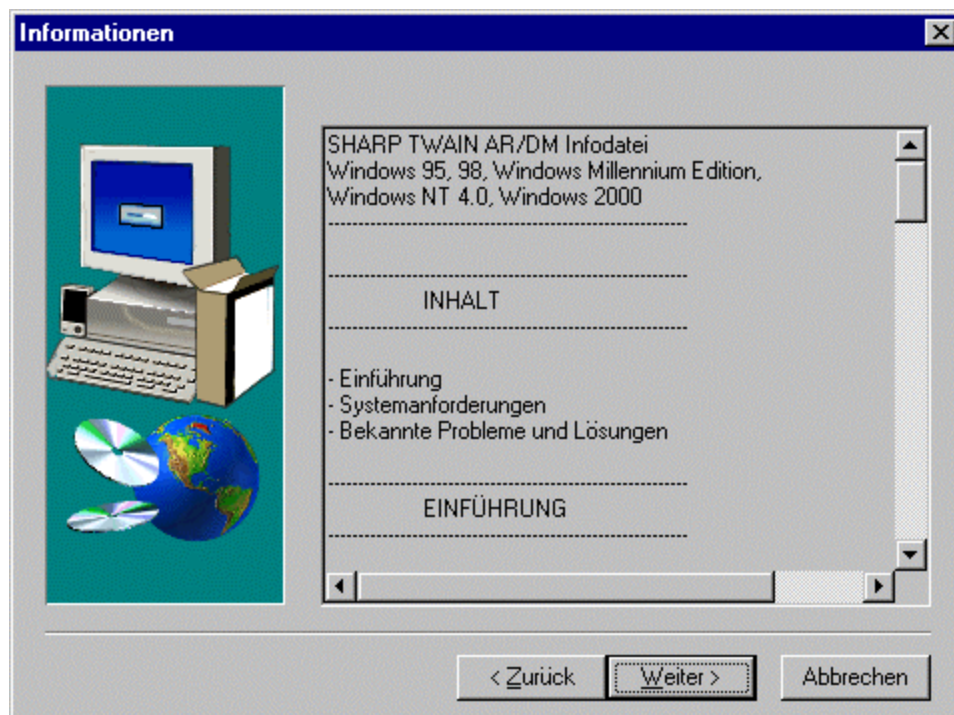 Informationen
SHARP TWAIN AR/DM Infodatei
Windows 95, 98, Windows Millennium Edition,
Windows NT 4.0, Windows 2000
------------------------------------------------------------
------------------------------------------------------------
INHALT
------------------------------------------------------------
- Einführung
- Systemanforderungen
- Bekannte Probleme und Lösungen
------------------------------------------------------------
EINFÜHRUNG
------------------------------------------------------------
< Zurück
Weiter >
Abbrechen